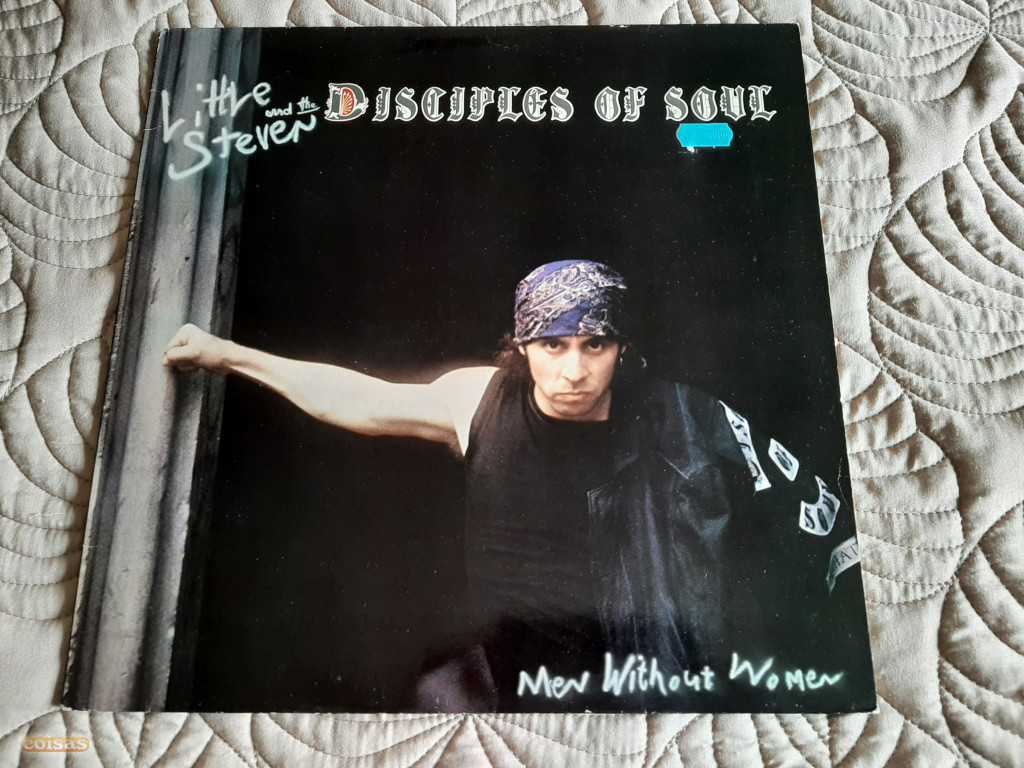 Little
and the DISCIPLES OF SOUL
Steven
Men Without Women
coisas